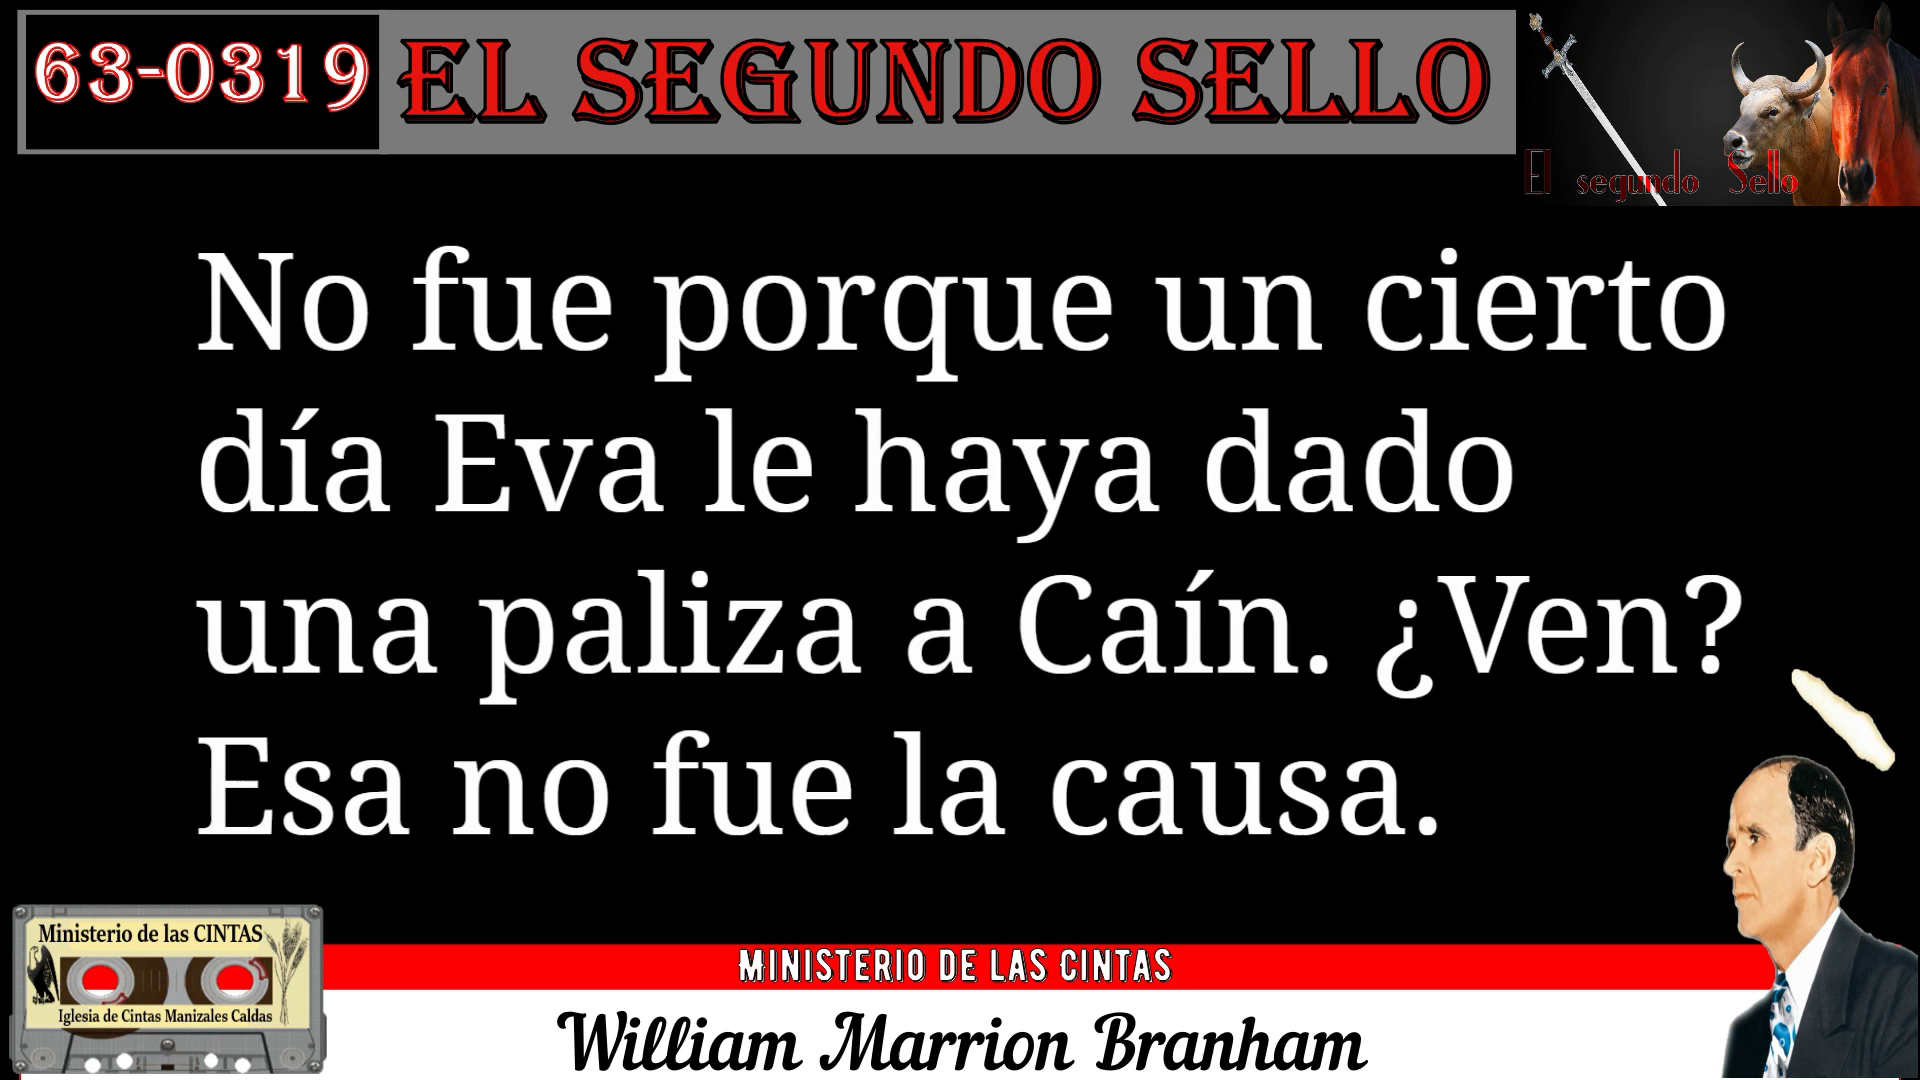 63-0319
EL SEGUNDO SELLO
El segundo Sello
No fue porque un cierto
día Eva le haya dado
una paliza a Caín. ¿Ven?
Esa no fue la causa.
Ministerio de las CINTAS
Iglesia de Cintas Manizales Caldas
MINISTERIO DE LAS CINTAS
William Marrion Branham